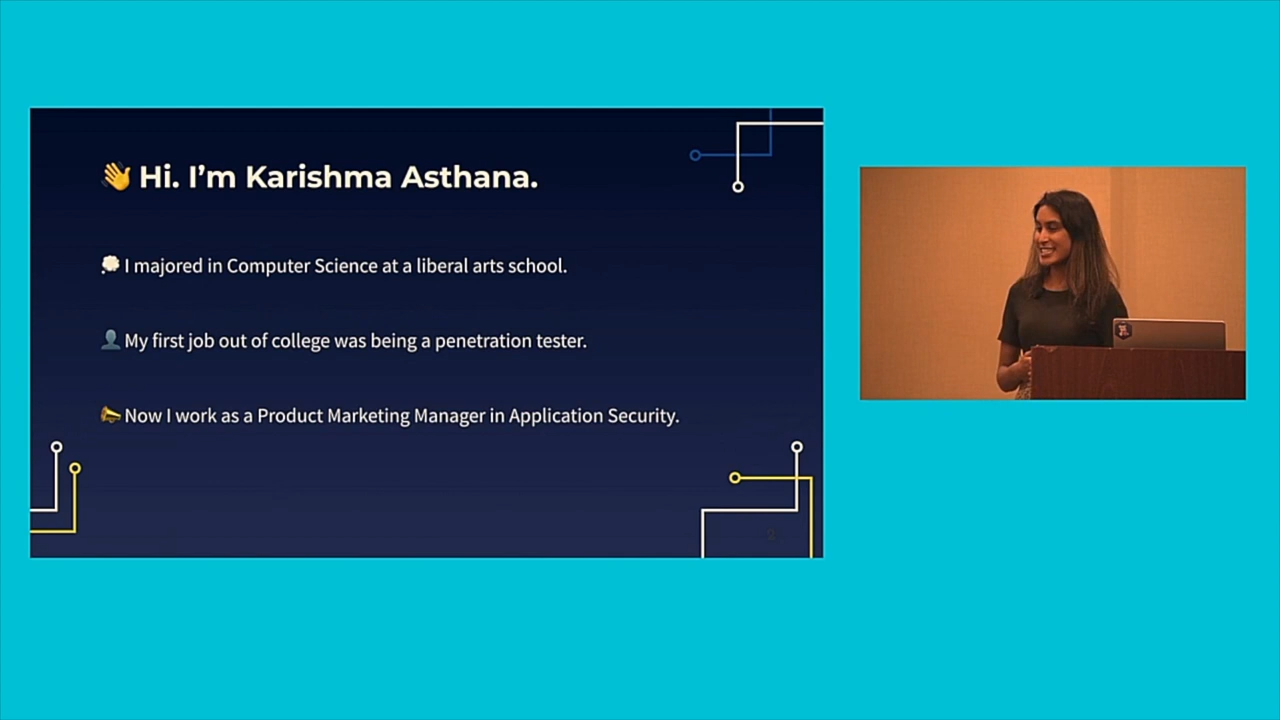 👋 Hi. I’m Karishma Asthana.
💭 I majored in Computer Science at a liberal arts school.
👤 My first job out of college was being a penetration tester.
📣 Now I work as a Product Marketing Manager in Application Security.
2